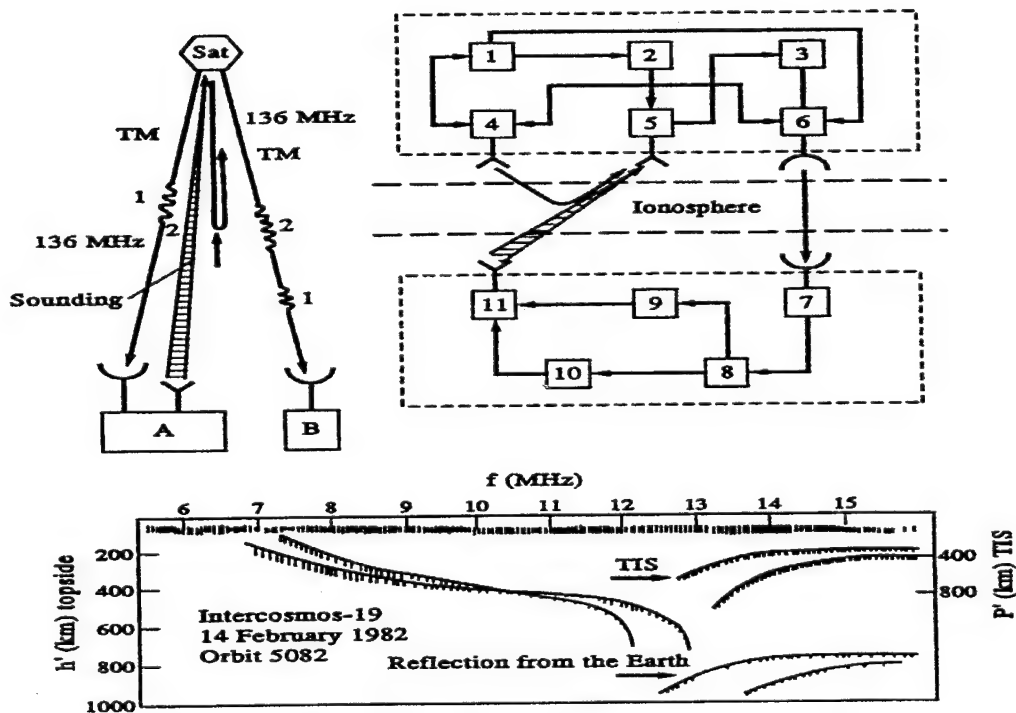 Sat
136 MHz
TM
TM
1
2
2
136 MHz
Sounding
1
A
B
1
2
3
4
5
6
Ionosphere
11
9
7
10
8
f (MHz)
6 7 8 9 10 11 12 13 14 15
h' (km) topside
200
400
600
800
1000
TIS
400
800
P' (km) TIS
Intercosmos-19
14 February 1982
Orbit 5082
Reflection from the Earth